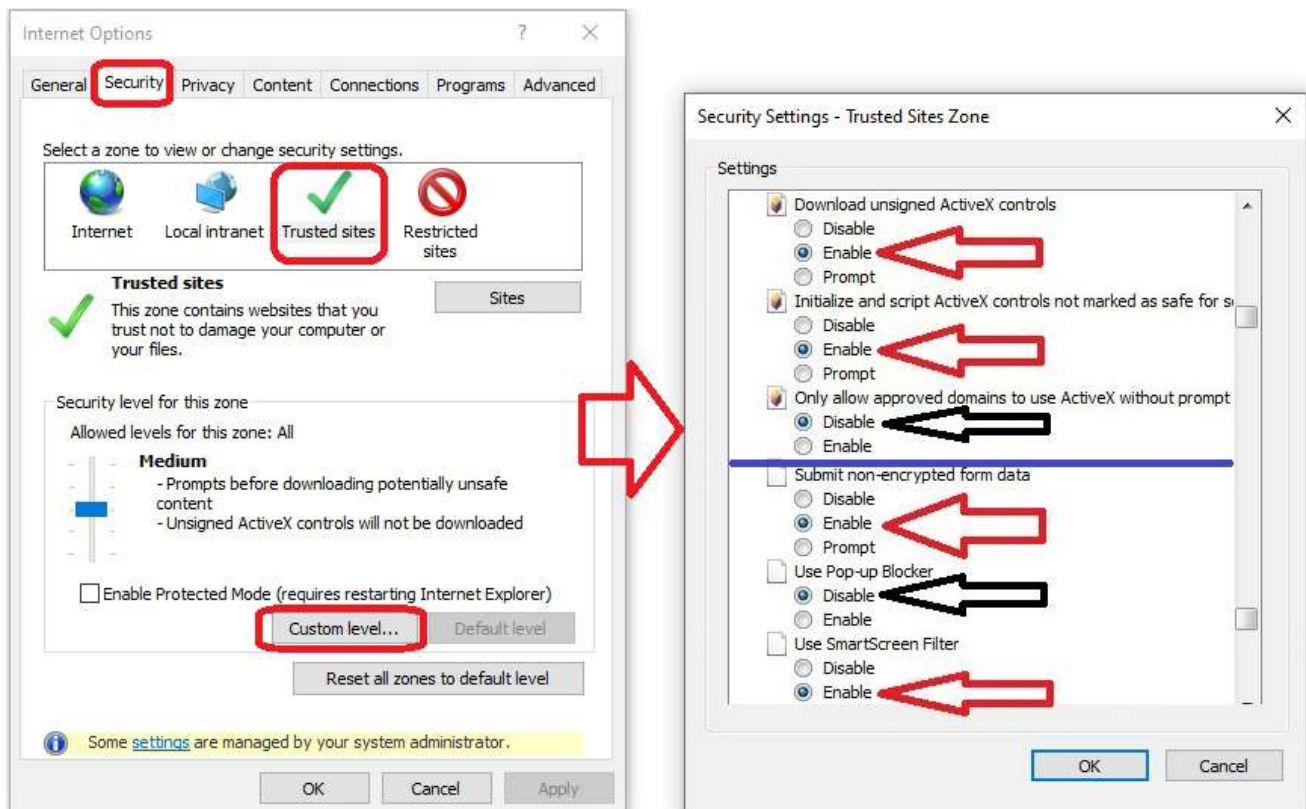 Internet Options
?
General Security Privacy Content Connections Programs Advanced
Select a zone to view or change security settings.
Internet Local intranet Trusted sites Restricted
sites
Trusted sites
Sites
This zone contains websites that you
trust not to damage your computer or
your files.
Security level for this zone
Allowed levels for this zone: All
Medium
- Prompts before downloading potentially unsafe
content
- Unsigned ActiveX controls will not be downloaded
Enable Protected Mode (requires restarting Internet Explorer)
Custom level... Default level
Reset all zones to default level
Some settings are managed by your system administrator.
OK Cancel Apply
Security Settings - Trusted Sites Zone
Settings
Download unsigned ActiveX controls
Disable
Enable
Prompt
Initialize and script ActiveX controls not marked as safe for
Disable
Enable
Prompt
Only allow approved domains to use ActiveX without prompt
Disable
Enable
Submit non-encrypted form data
Disable
Enable
Prompt
Use Pop-up Blocker
Disable
Enable
Use SmartScreen Filter
Disable
Enable
OK Cancel